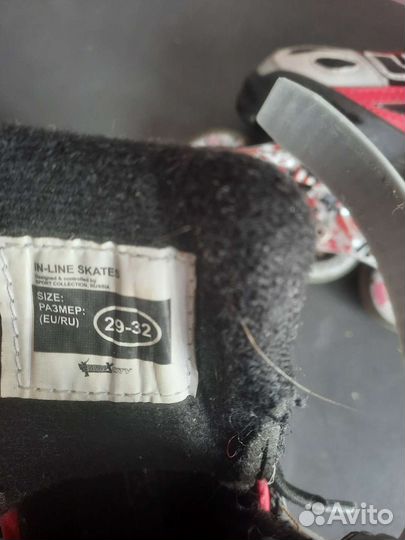 IN-LINE SKATES
Designed & controlled by
SPORT COLLECTION, RUSSIA
SIZE:
РАЗМЕР:
(EU/RU)
29-32
Avito